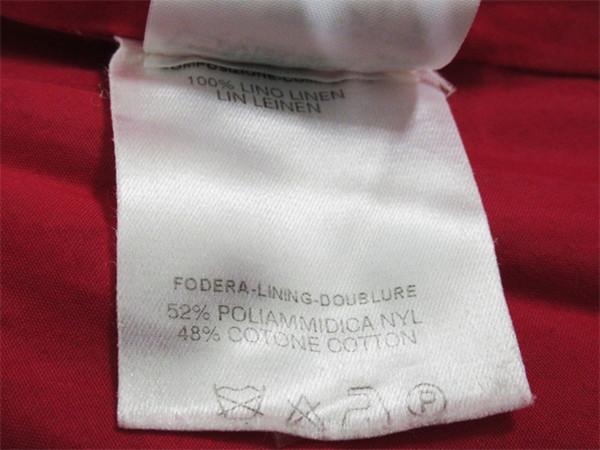 100% LINO LINEN
LIN LEINEN
FODERA-LINING-DOUBLURE
52% POLIAMMIDICA NYL
48% COTONE COTTON
P